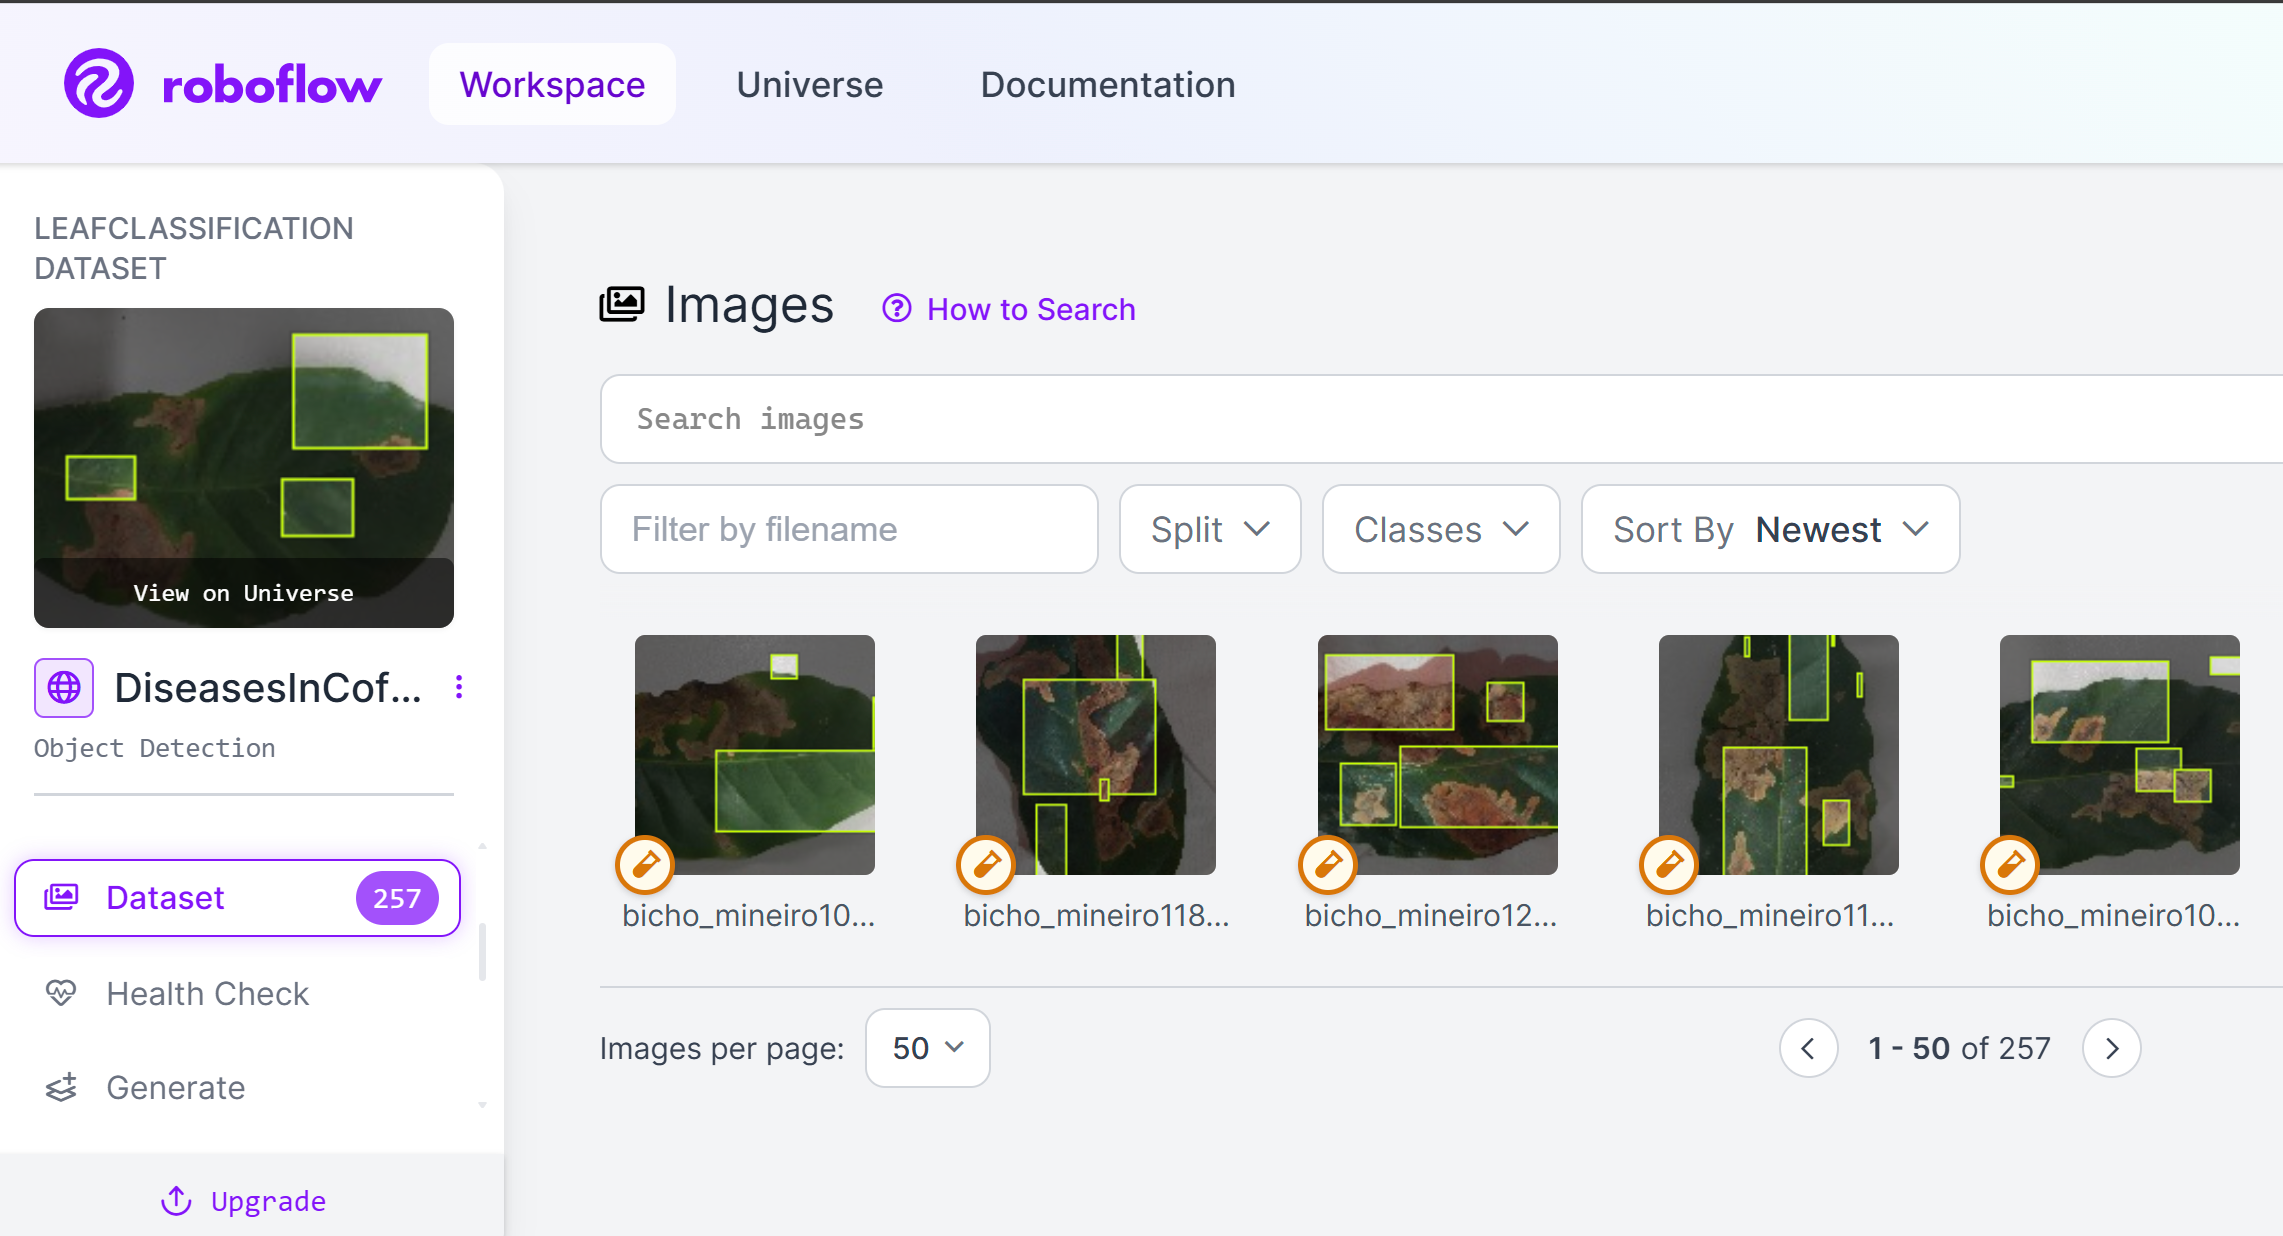 roboflow
Workspace
Universe
Documentation
LEAFCLASSIFICATION
DATASET
View on Universe
DiseasesInCof...
Object Detection
Dataset
257
Health Check
Generate
Upgrade
Images
How to Search
Search images
Filter by filename
Split
Classes
Sort By Newest
bicho_mineiro10...
bicho_mineiro118...
bicho_mineiro12...
bicho_mineiro11...
bicho_mineiro10...
Images per page:
50
1 - 50 of 257